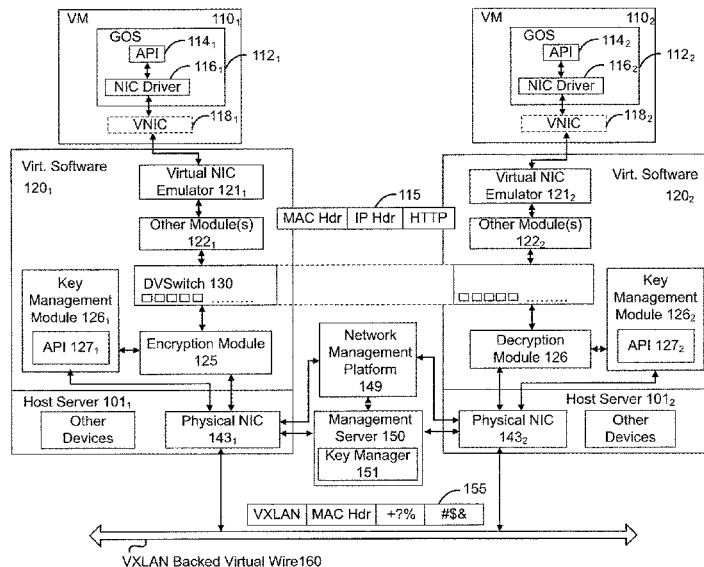 VM
110₁
GOS
API
114₁
112₁
NIC Driver
116₁
VNIC
118₁
VM
110₂
GOS
API
114₂
112₂
NIC Driver
116₂
VNIC
118₂
Virt. Software
120₁
Virtual NIC
Emulator 121₁
Other Module(s)
122₁
DVSwitch 130
..........
Key
Management
Module 126₁
API 127₁
Encryption Module
125
Host Server 101₁
Other
Devices
Physical NIC
143₁
115
MAC Hdr IP Hdr HTTP
Network
Management
Platform
149
Management
Server 150
Key Manager
151
Virt. Software
120₂
Virtual NIC
Emulator 121₂
Other Module(s)
122₂
..........
Key
Management
Module 126₂
API 127₂
Decryption
Module 126
Host Server 101₂
Physical NIC
143₂
Other
Devices
155
VXLAN MAC Hdr +?% #$&
VXLAN Backed Virtual Wire160